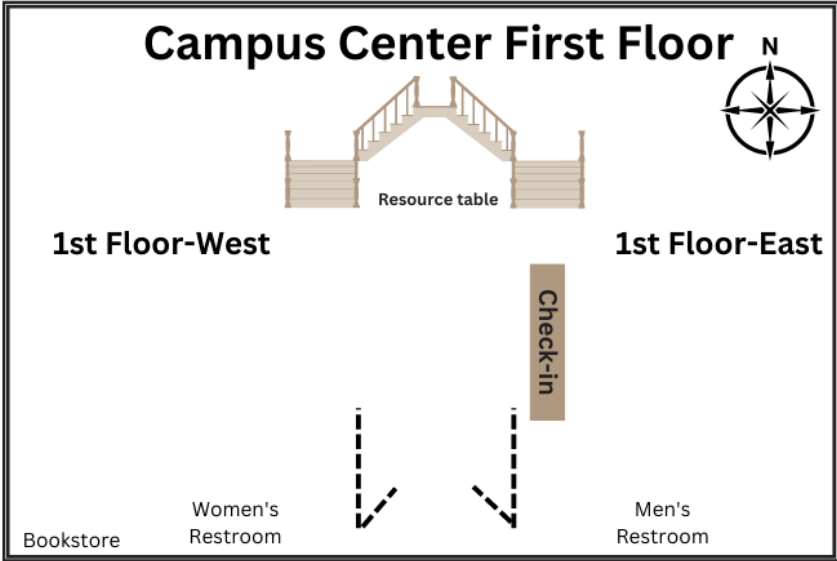 Campus Center First Floor
N
Resource table
1st Floor-West
1st Floor-East
Check-in
Women's
Restroom
Men's
Restroom
Bookstore